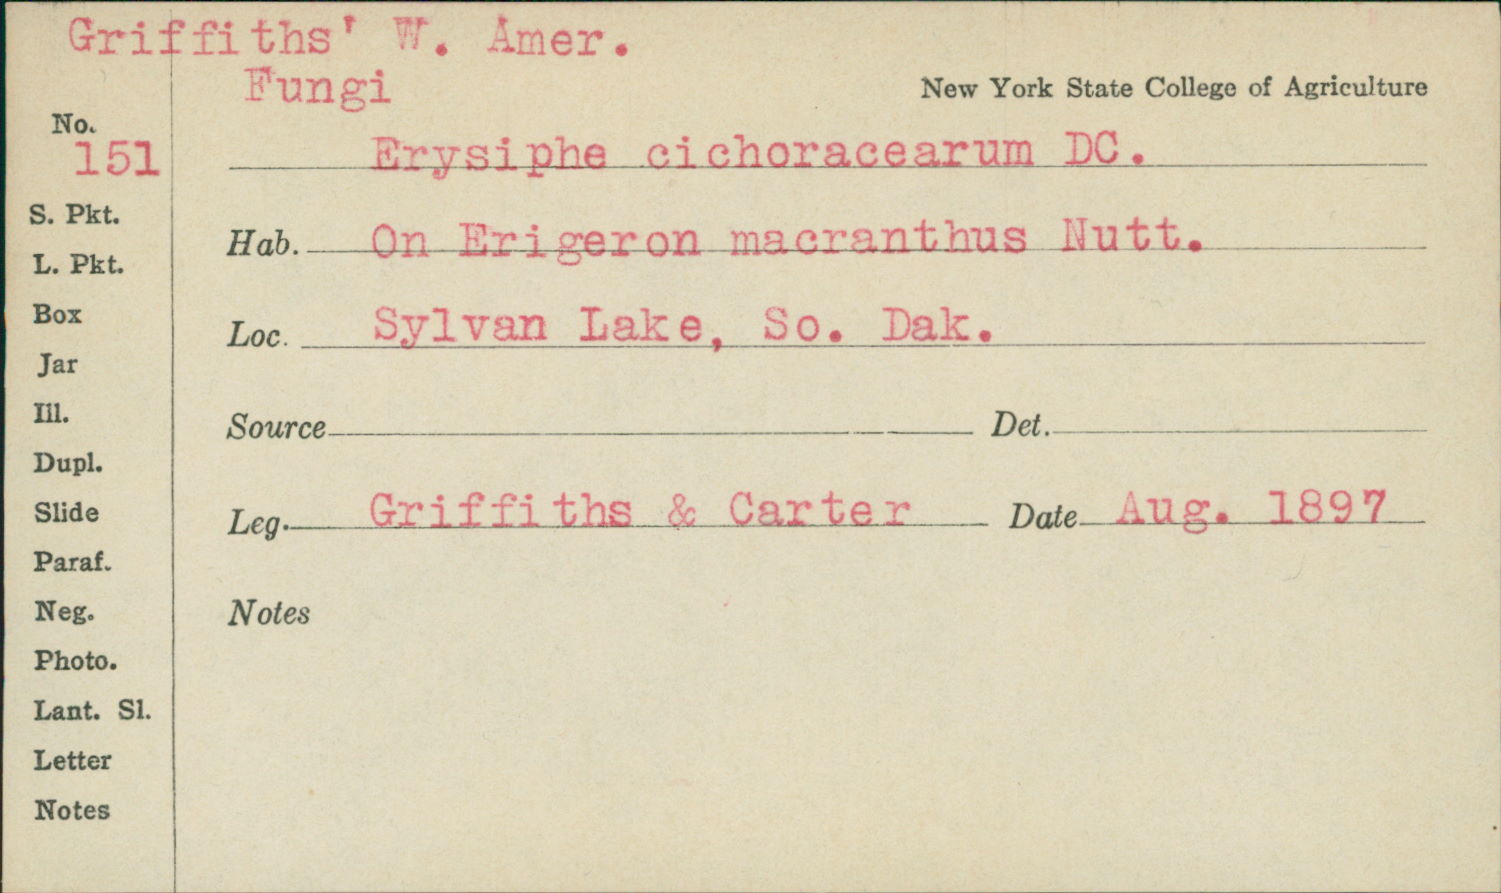 Griffiths' W. Amer.
Fungi
New York State College of Agriculture
No.
151
Erysiphe cichoracearum DC.
S. Pkt.
Hab. On Erigeron macranthus Nutt.
L. Pkt.
Box
Loc. Sylvan Lake, So. Dak.
Jar
Ill.
Source Det.
Dupl.
Slide
Leg. Griffiths & Carter Date Aug. 1897
Paraf.
Neg.
Notes
Photo.
Lant. Sl.
Letter
Notes